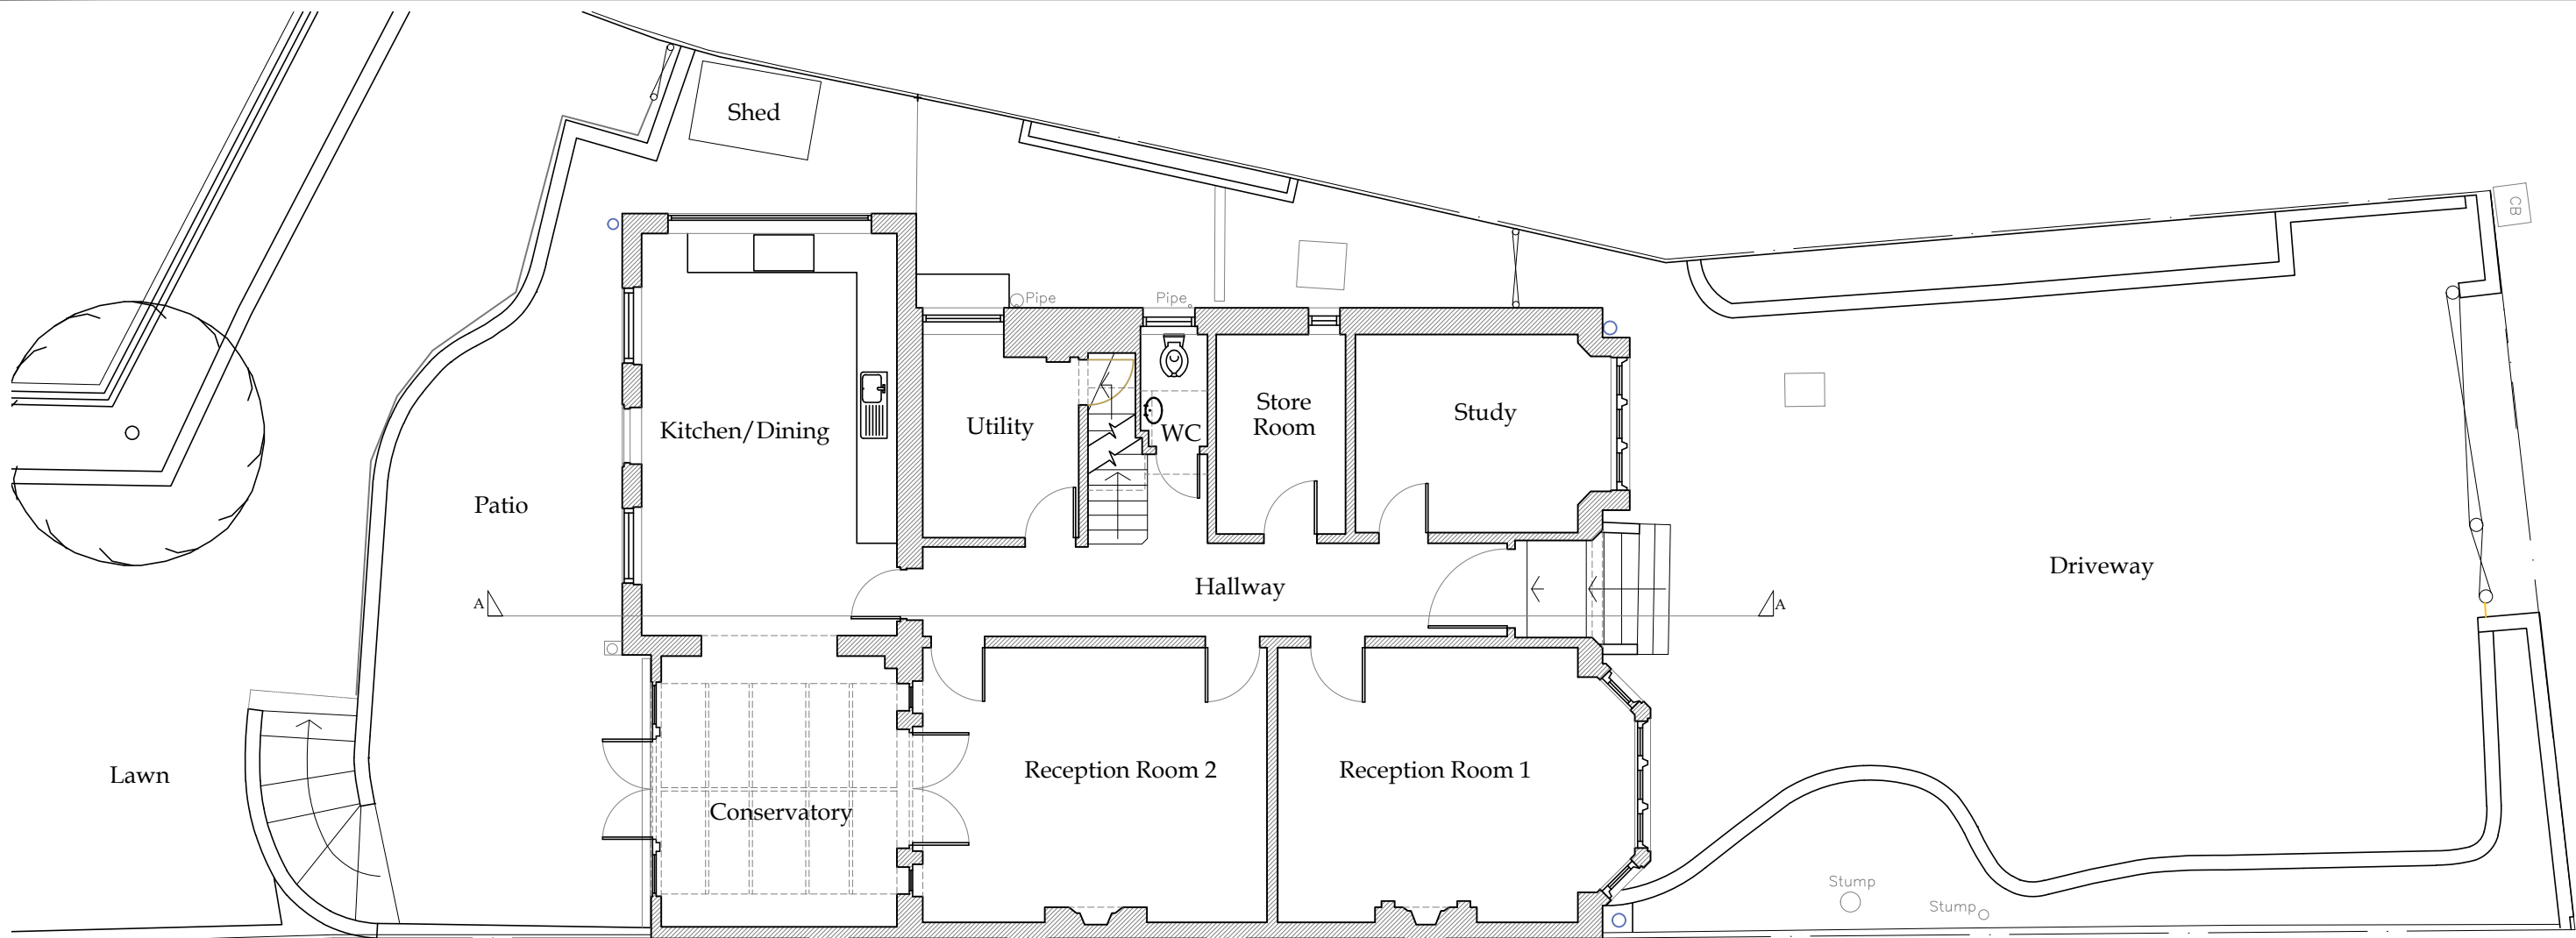 Shed
CB
Pipe
Pipe
Store
Room
Study
Utility
WC
Kitchen/Dining
Patio
Driveway
Hallway
A
A
Lawn
Reception Room 2
Reception Room 1
Conservatory
Stump
Stump